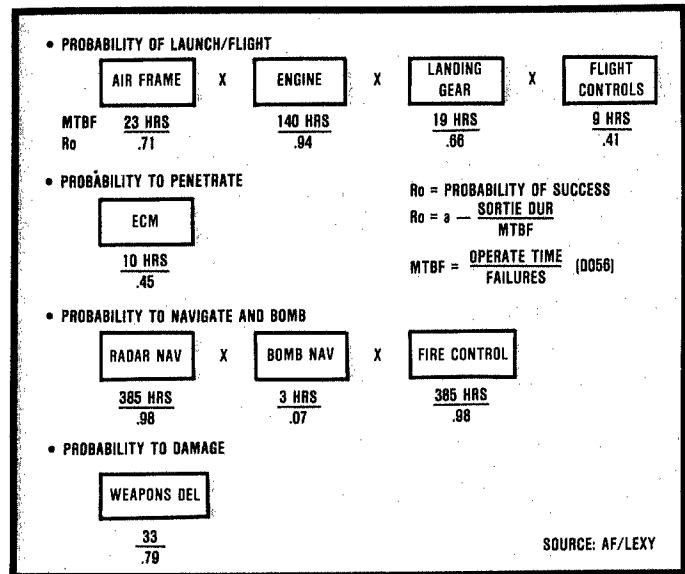 • PROBABILITY OF LAUNCH/FLIGHT
AIR FRAME X ENGINE X LANDING GEAR X FLIGHT CONTROLS
MTBF 23 HRS 140 HRS 19 HRS 9 HRS
Ro .71 .94 .66 .41
• PROBABILITY TO PENETRATE
ECM
10 HRS
.45
Ro = PROBABILITY OF SUCCESS
Ro = a — SORTIE DUR
MTBF
MTBF = OPERATE TIME (DO56)
FAILURES
• PROBABILITY TO NAVIGATE AND BOMB
RADAR NAV X BOMB NAV X FIRE CONTROL
385 HRS 3 HRS 385 HRS
.98 .07 .98
• PROBABILITY TO DAMAGE
WEAPONS DEL
33
.79
SOURCE: AF/LEXY